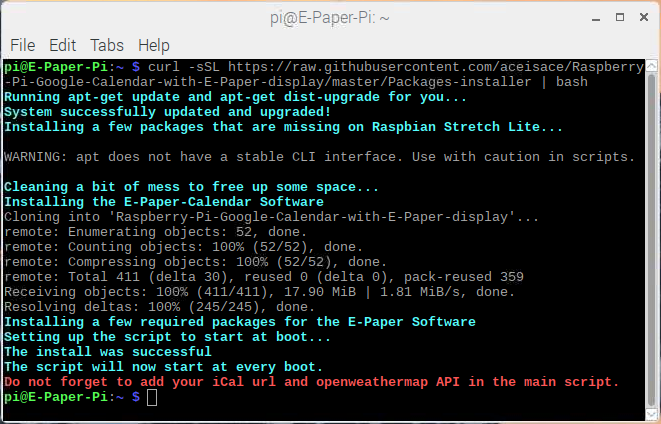 pi@E-Paper-Pi: ~
File Edit Tabs Help
pi@E-Paper-Pi:~ $ curl -sSL https://raw.githubusercontent.com/aceisace/Raspberry
-Pi-Google-Calendar-with-E-Paper-display/master/Packages-installer | bash
Running apt-get update and apt-get dist-upgrade for you...
System successfully updated and upgraded!
Installing a few packages that are missing on Raspbian Stretch Lite...
WARNING: apt does not have a stable CLI interface. Use with caution in scripts.
Cleaning a bit of mess to free up some space...
Installing the E-Paper-Calendar Software
Cloning into 'Raspberry-Pi-Google-Calendar-with-E-Paper-display'...
remote: Enumerating objects: 52, done.
remote: Counting objects: 100% (52/52), done.
remote: Compressing objects: 100% (52/52), done.
remote: Total 411 (delta 30), reused 0 (delta 0), pack-reused 359
Receiving objects: 100% (411/411), 17.90 MiB | 1.81 MiB/s, done.
Resolving deltas: 100% (245/245), done.
Installing a few required packages for the E-Paper Software
Setting up the script to start at boot...
The install was successful
The script will now start at every boot.
Do not forget to add your iCal url and openweathermap API in the main script.
pi@E-Paper-Pi:~ $